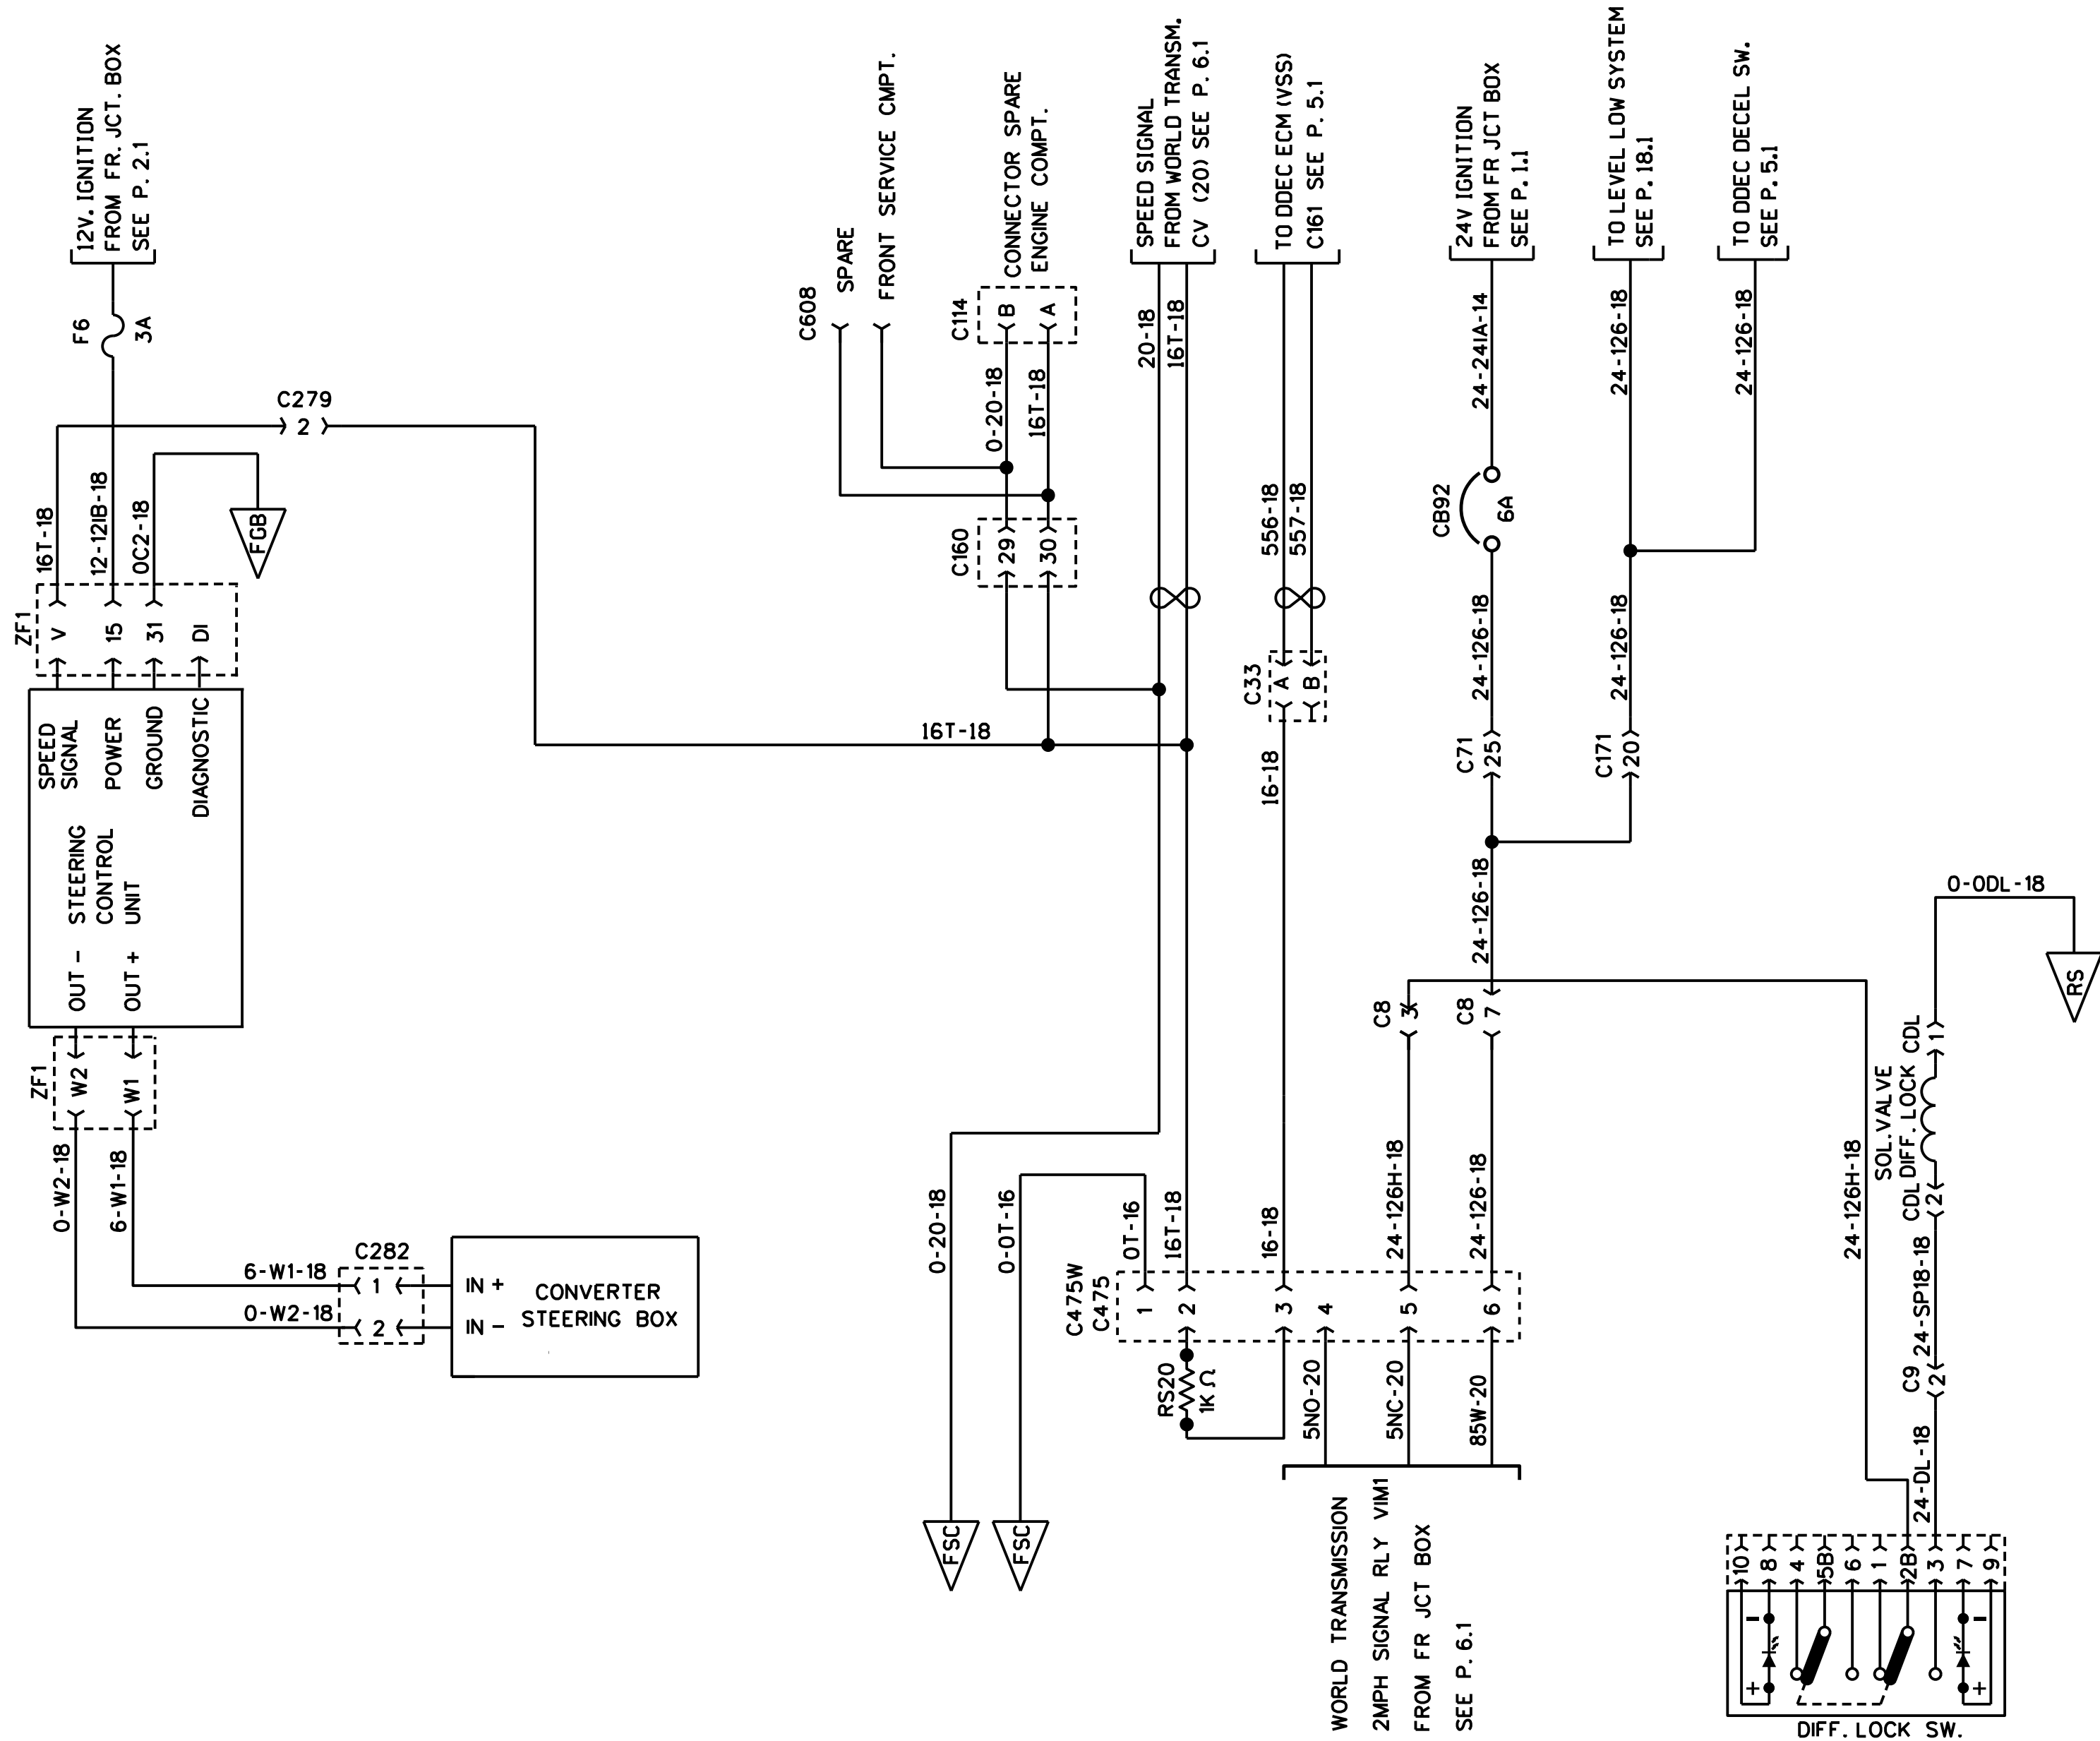 12V. IGNITION
FROM FR. JCT. BOX
SEE P. 2.1
F6
3A
C279
2
16T-18
12-12IB-18
0C2-18
FGB
ZF1
V
15
31
DI
SPEED
SIGNAL
POWER
GROUND
DIAGNOSTIC
STEERING
CONTROL
UNIT
OUT -
OUT +
ZF1
W2
W1
0-W2-18
6-W1-18
6-W1-18
0-W2-18
C282
1
2
IN +
IN -
CONVERTER
STEERING BOX
C608
SPARE
FRONT SERVICE CMPT.
C114
B
A
CONNECTOR SPARE
ENGINE COMPT.
0-20-18
16T-18
C160
29
30
16T-18
SPEED SIGNAL
FROM WORLD TRANSM.
CV (20) SEE P. 6.1
20-18
16T-18
TO DDEC ECM (VSS)
C161 SEE P. 5.1
556-18
557-18
C33
A
B
16-18
24V IGNITION
FROM FR JCT BOX
SEE P. 1.1
24-24IA-14
CB92
6A
24-126-18
C71
25
24-126-18
TO LEVEL LOW SYSTEM
SEE P. 18.1
24-126-18
24-126-18
C171
20
TO DDEC DECEL SW.
SEE P. 5.1
24-126-18
C8
3
C8
7
0-20-18
0-0T-16
0T-16
16T-18
16-18
24-126H-18
24-126-18
C475W
C475
1
2
3
4
5
6
RS20
1K Ω
5NO-20
5NC-20
85W-20
FSC
FSC
WORLD TRANSMISSION
2MPH SIGNAL RLY VIM1
FROM FR JCT BOX
SEE P. 6.1
0-0DL-18
RS
CDL
1
SOL.VALVE
DIFF. LOCK
CDL
2
24-126H-18
24-SP18-18
C9
2
24-DL-18
10
8
4
5B
6
1
2B
3
7
9
-
+
-
+
DIFF. LOCK SW.